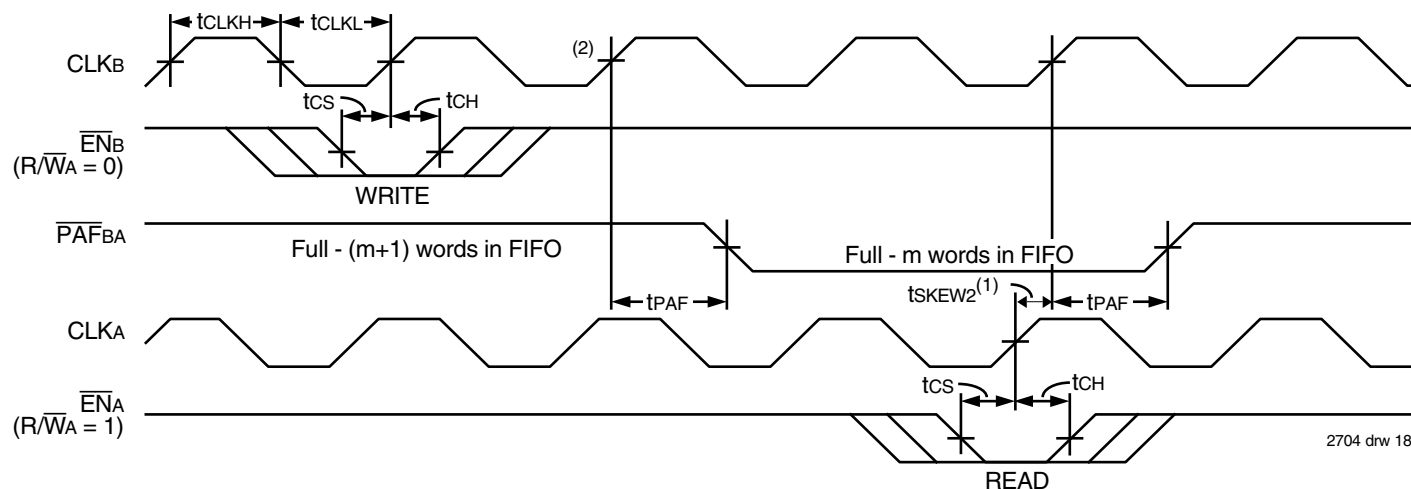 tCLKH tCLKL
CLKB
(2)
tCS tCH
ENB
(R/WA = 0)
WRITE
PAFBA
Full - (m+1) words in FIFO
Full - m words in FIFO
tPAF
tSKEW2(1)
tPAF
CLKA
tCS tCH
ENA
(R/WA = 1)
2704 drw 18
READ